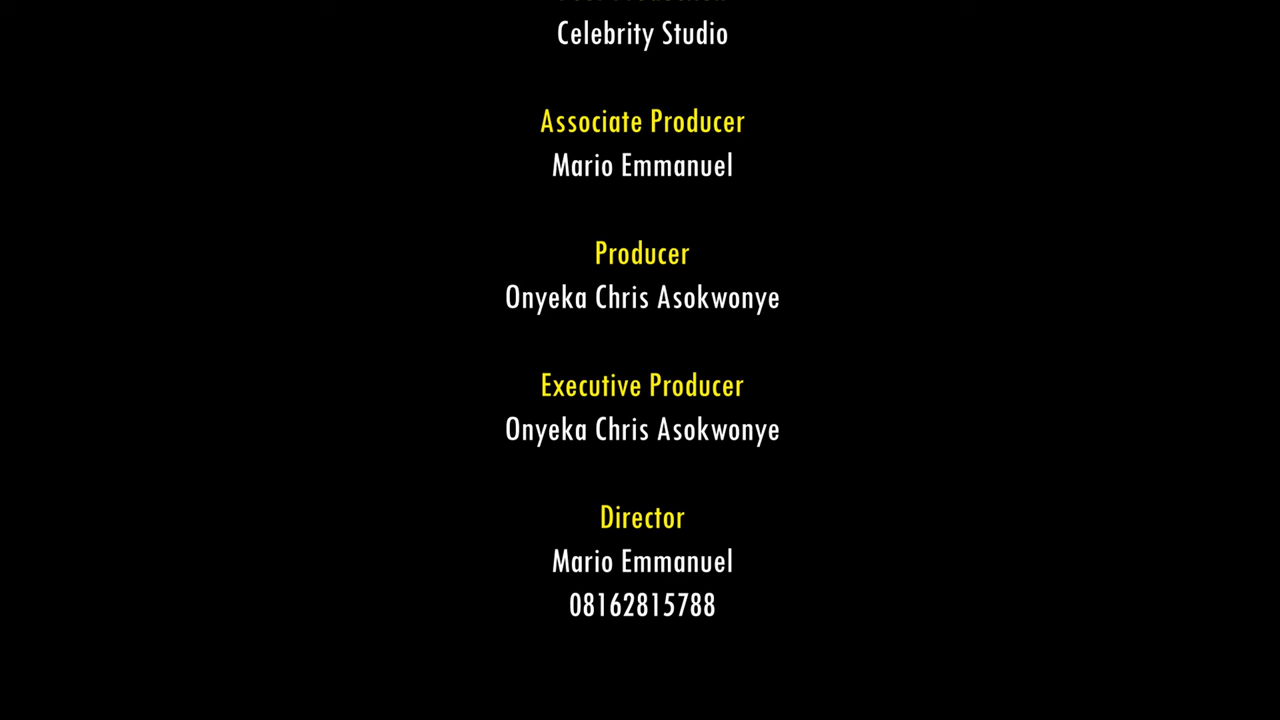 Celebrity Studio
Associate Producer
Mario Emmanuel
Producer
Onyeka Chris Asokwonye
Executive Producer
Onyeka Chris Asokwonye
Director
Mario Emmanuel
08162815788